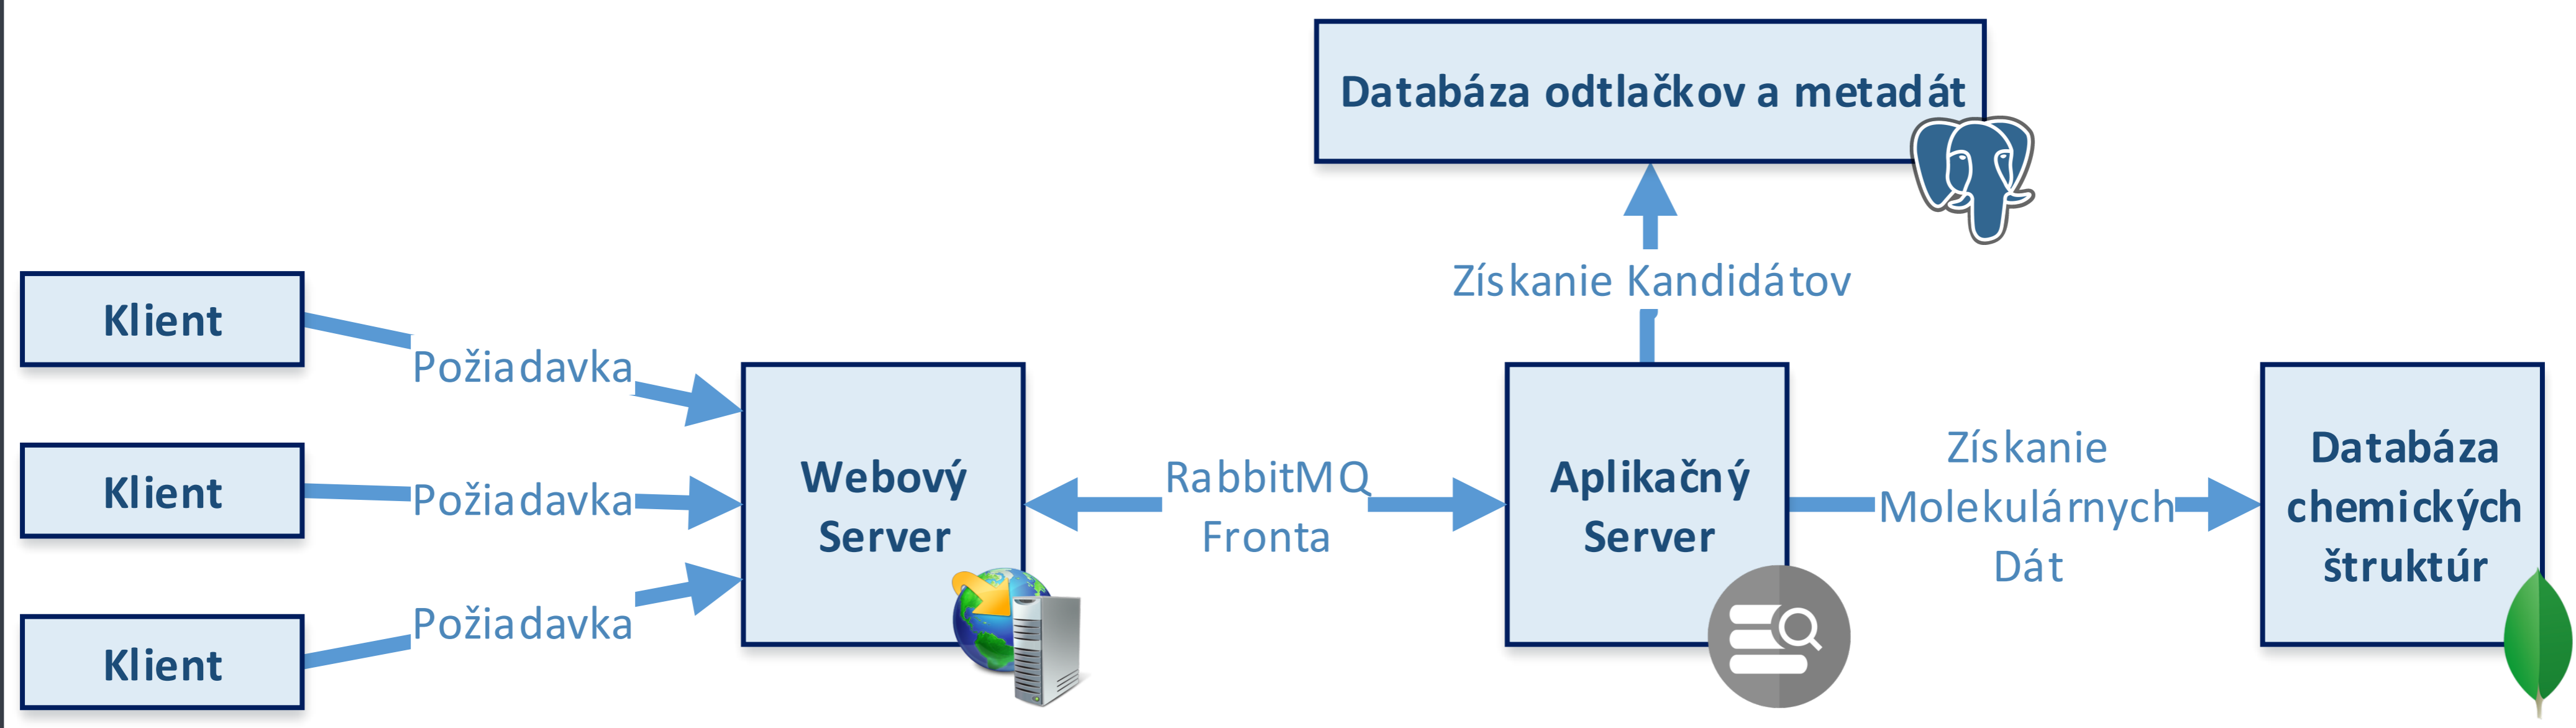 Databáza odtlačkov a metadát
Získanie Kandidátov
Klient
Požiadavka
Klient
Požiadavka
Klient
Požiadavka
Webový
Server
RabbitMQ
Fronta
Aplikačný
Server
Získanie
Molekulárnych
Dát
Databáza
chemických
štruktúr